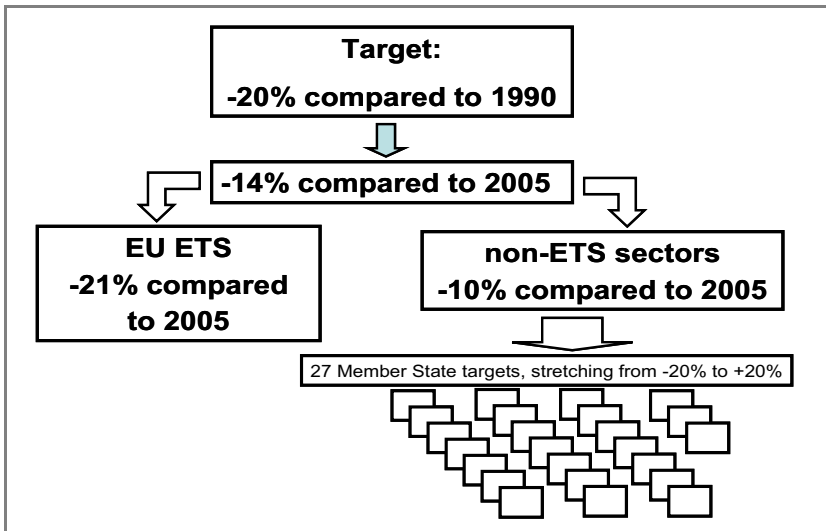 Target:
-20% compared to 1990
-14% compared to 2005
EU ETS
-21% compared
to 2005
non-ETS sectors
-10% compared to 2005
27 Member State targets, stretching from -20% to +20%